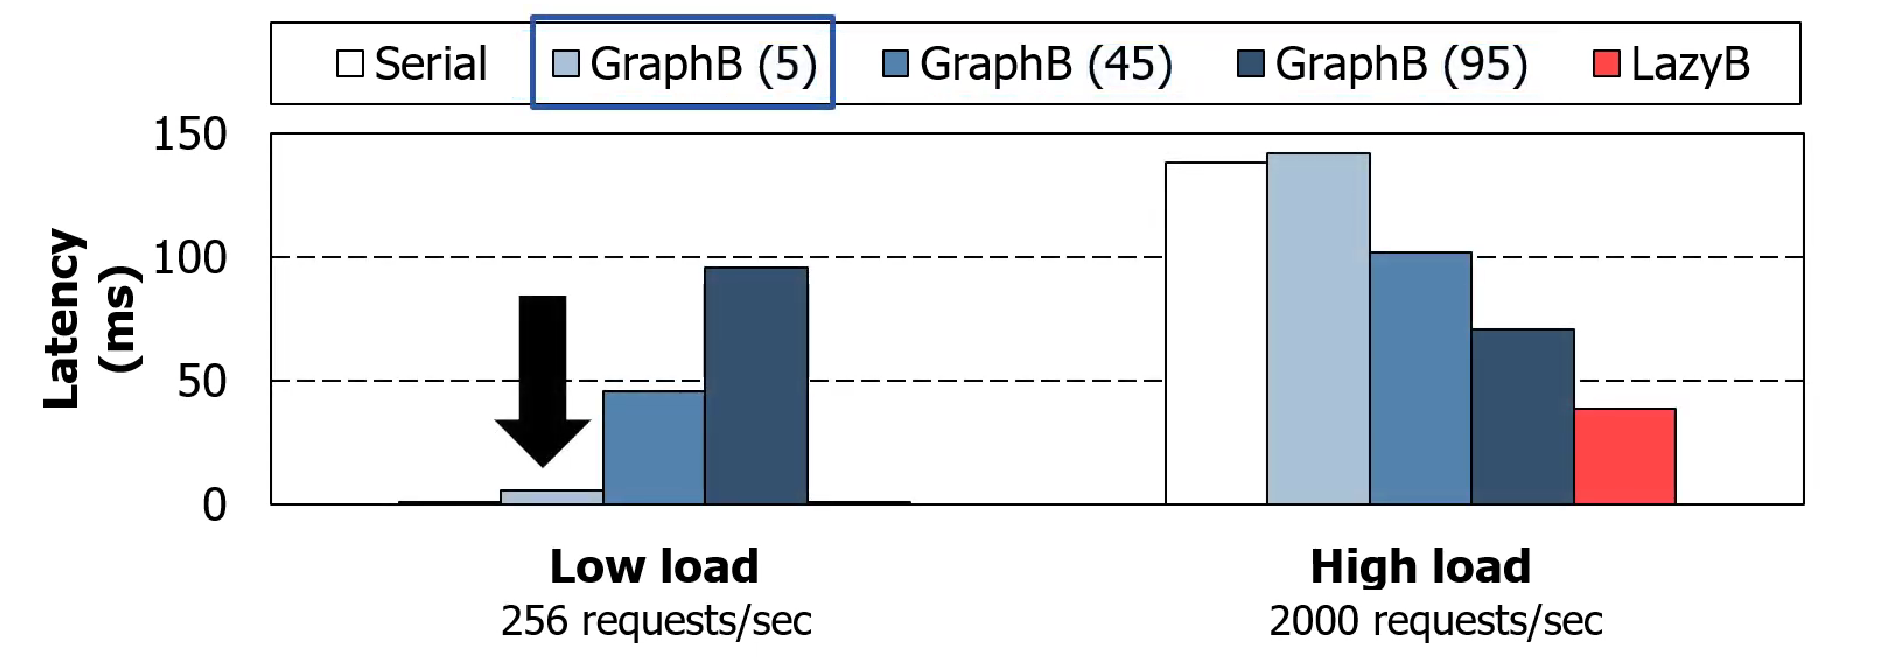 Serial GraphB (5) GraphB (45) GraphB (95) LazyB
150
100
50
0
Latency
(ms)
Low load High load
256 requests/sec 2000 requests/sec